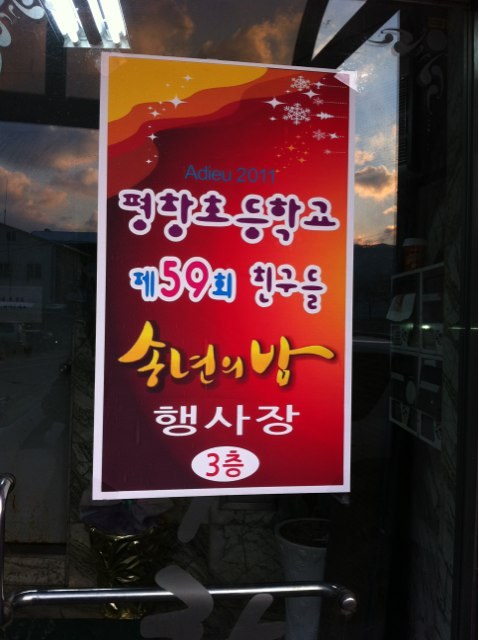 Adieu 2011
평창초등학교
제59회 친구들
송년의 밤
행사장
3층